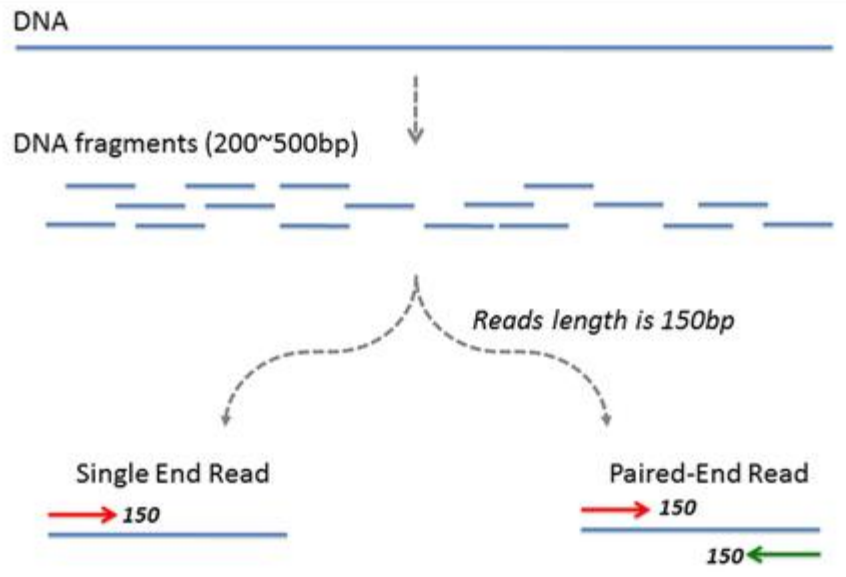 DNA
DNA fragments (200~500bp)
Reads length is 150bp
Single End Read
150
Paired-End Read
150
150